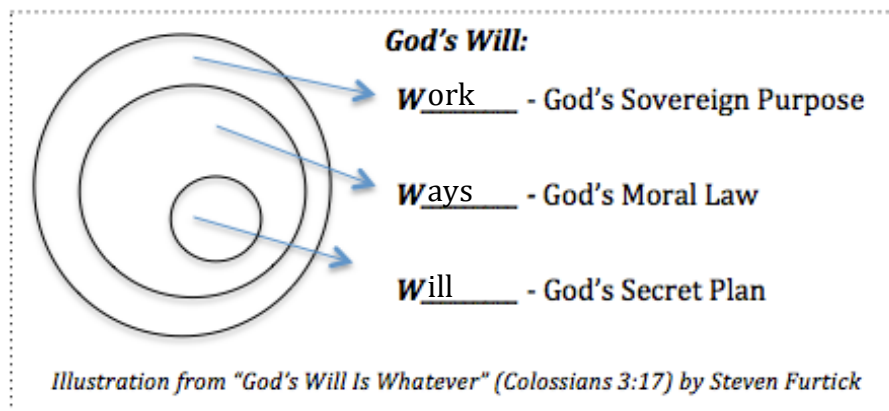 God's Will:
Work - God's Sovereign Purpose
Ways - God's Moral Law
Will - God's Secret Plan
Illustration from "God's Will Is Whatever" (Colossians 3:17) by Steven Furtick